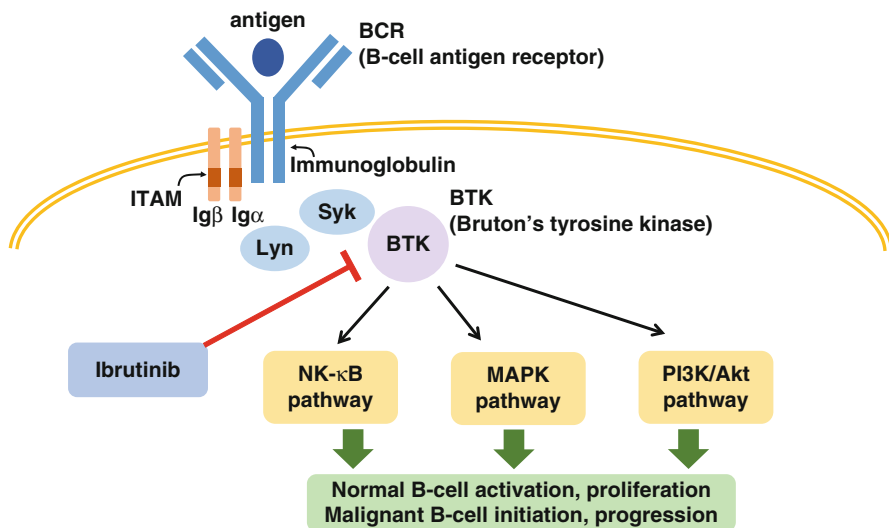 antigen
BCR
(B-cell antigen receptor)
Immunoglobulin
ITAM
Igβ Igα
Syk
Lyn
BTK
(Bruton's tyrosine kinase)
BTK
Ibrutinib
NK-κB
pathway
MAPK
pathway
PI3K/Akt
pathway
Normal B-cell activation, proliferation
Malignant B-cell initiation, progression